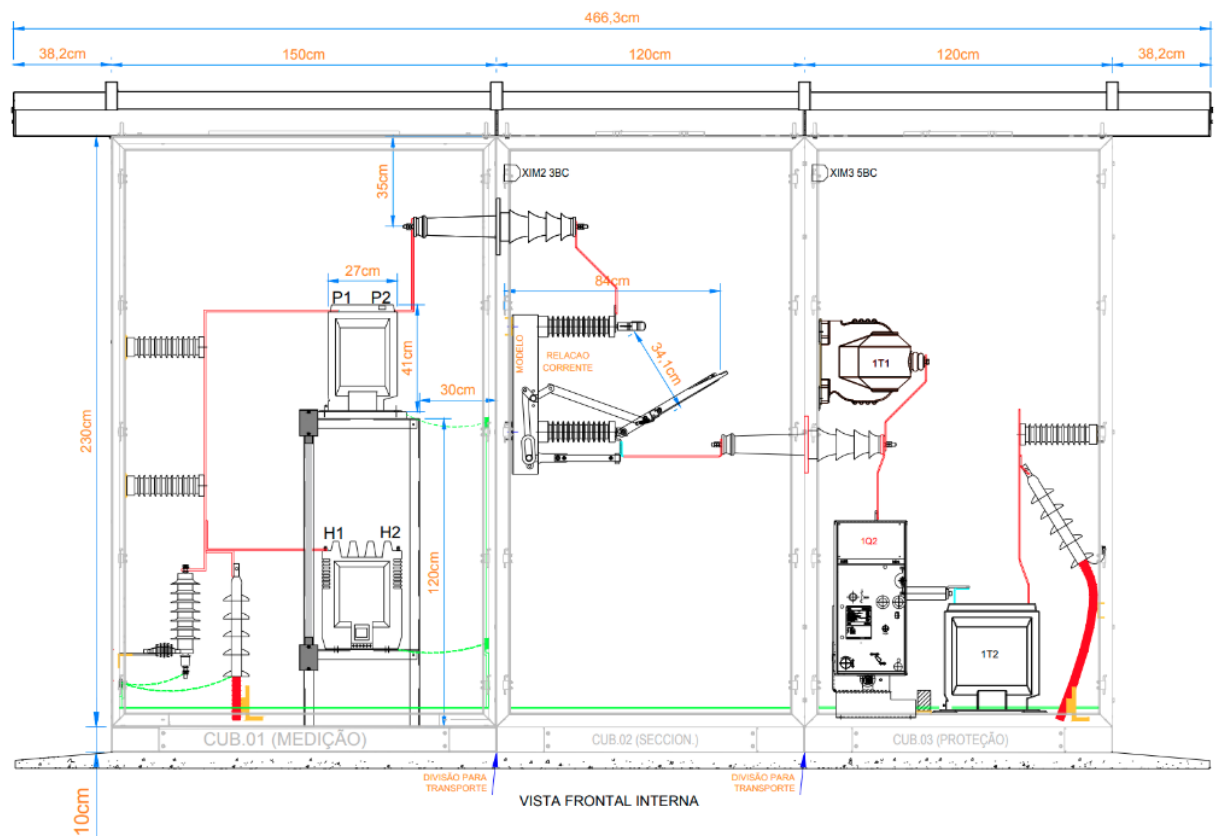 466,3cm
38,2cm
150cm
120cm
120cm
38,2cm
35cm
XIM2 3BC
XIM3 5BC
27cm
84cm
P1
P2
MODELO
RELACAO
CORRENTE
34,1cm
1T1
41cm
30cm
230cm
H1
H2
1Q2
120cm
1T2
CUB.01 (MEDIÇÃO)
CUB.02 (SECCION.)
CUB.03 (PROTEÇÃO)
DIVISÃO PARA
TRANSPORTE
DIVISÃO PARA
TRANSPORTE
10cm
VISTA FRONTAL INTERNA